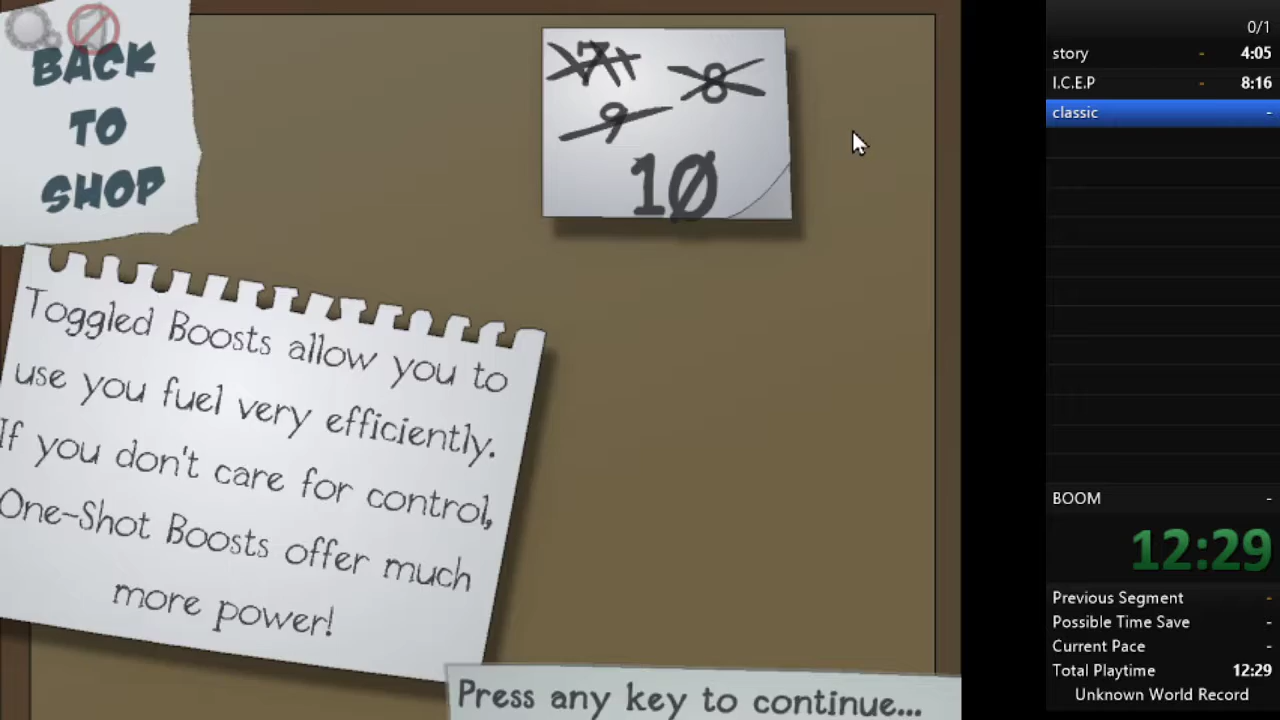 BACK
TO
SHOP
7
8
9
10
Toggled Boosts allow you to
use you fuel very efficiently.
If you don't care for control,
One-Shot Boosts offer much
more power!
Press any key to continue...
0/1
story - 4:05
I.C.E.P - 8:16
classic -
BOOM -
12:29
Previous Segment -
Possible Time Save -
Current Pace -
Total Playtime 12:29
Unknown World Record